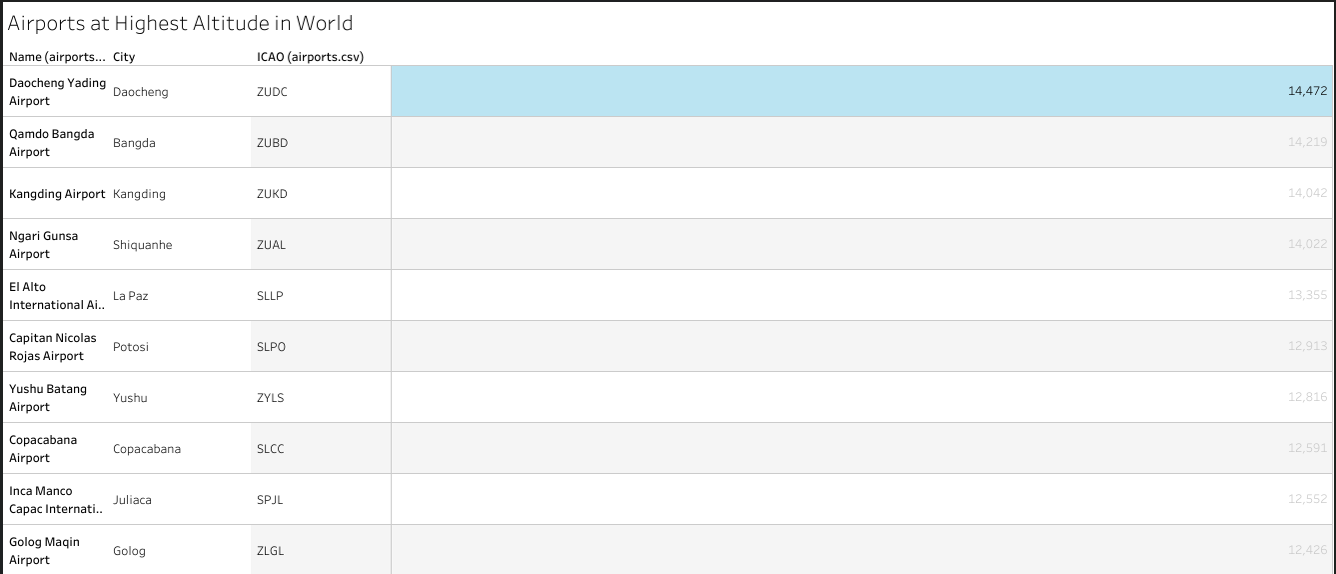 Airports at Highest Altitude in World
Name (airports... City ICAO (airports.csv)
Daocheng Yading
Airport Daocheng ZUDC 14,472
Qamdo Bangda
Airport Bangda ZUBD 14,219
Kangding Airport Kangding ZUKD 14,042
Ngari Gunsa
Airport Shiquanhe ZUAL 14,022
El Alto
International Ai.. La Paz SLLP 13,355
Capitan Nicolas
Rojas Airport Potosi SLPO 12,913
Yushu Batang
Airport Yushu ZYLS 12,816
Copacabana
Airport Copacabana SLCC 12,591
Inca Manco
Capac Internati.. Juliaca SPJL 12,552
Golog Maqin
Airport Golog ZLGL 12,426